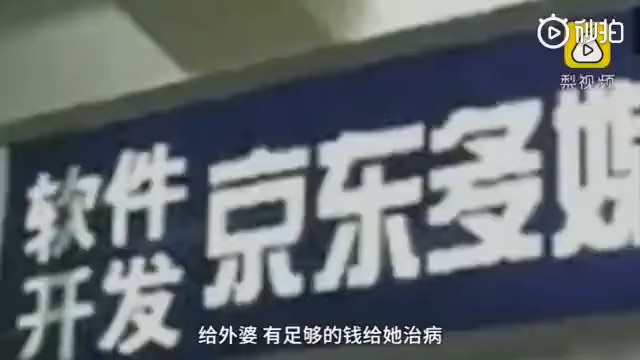 秒拍
梨视频
软件
开发
京东多媒
给外婆 有足够的钱给她治病